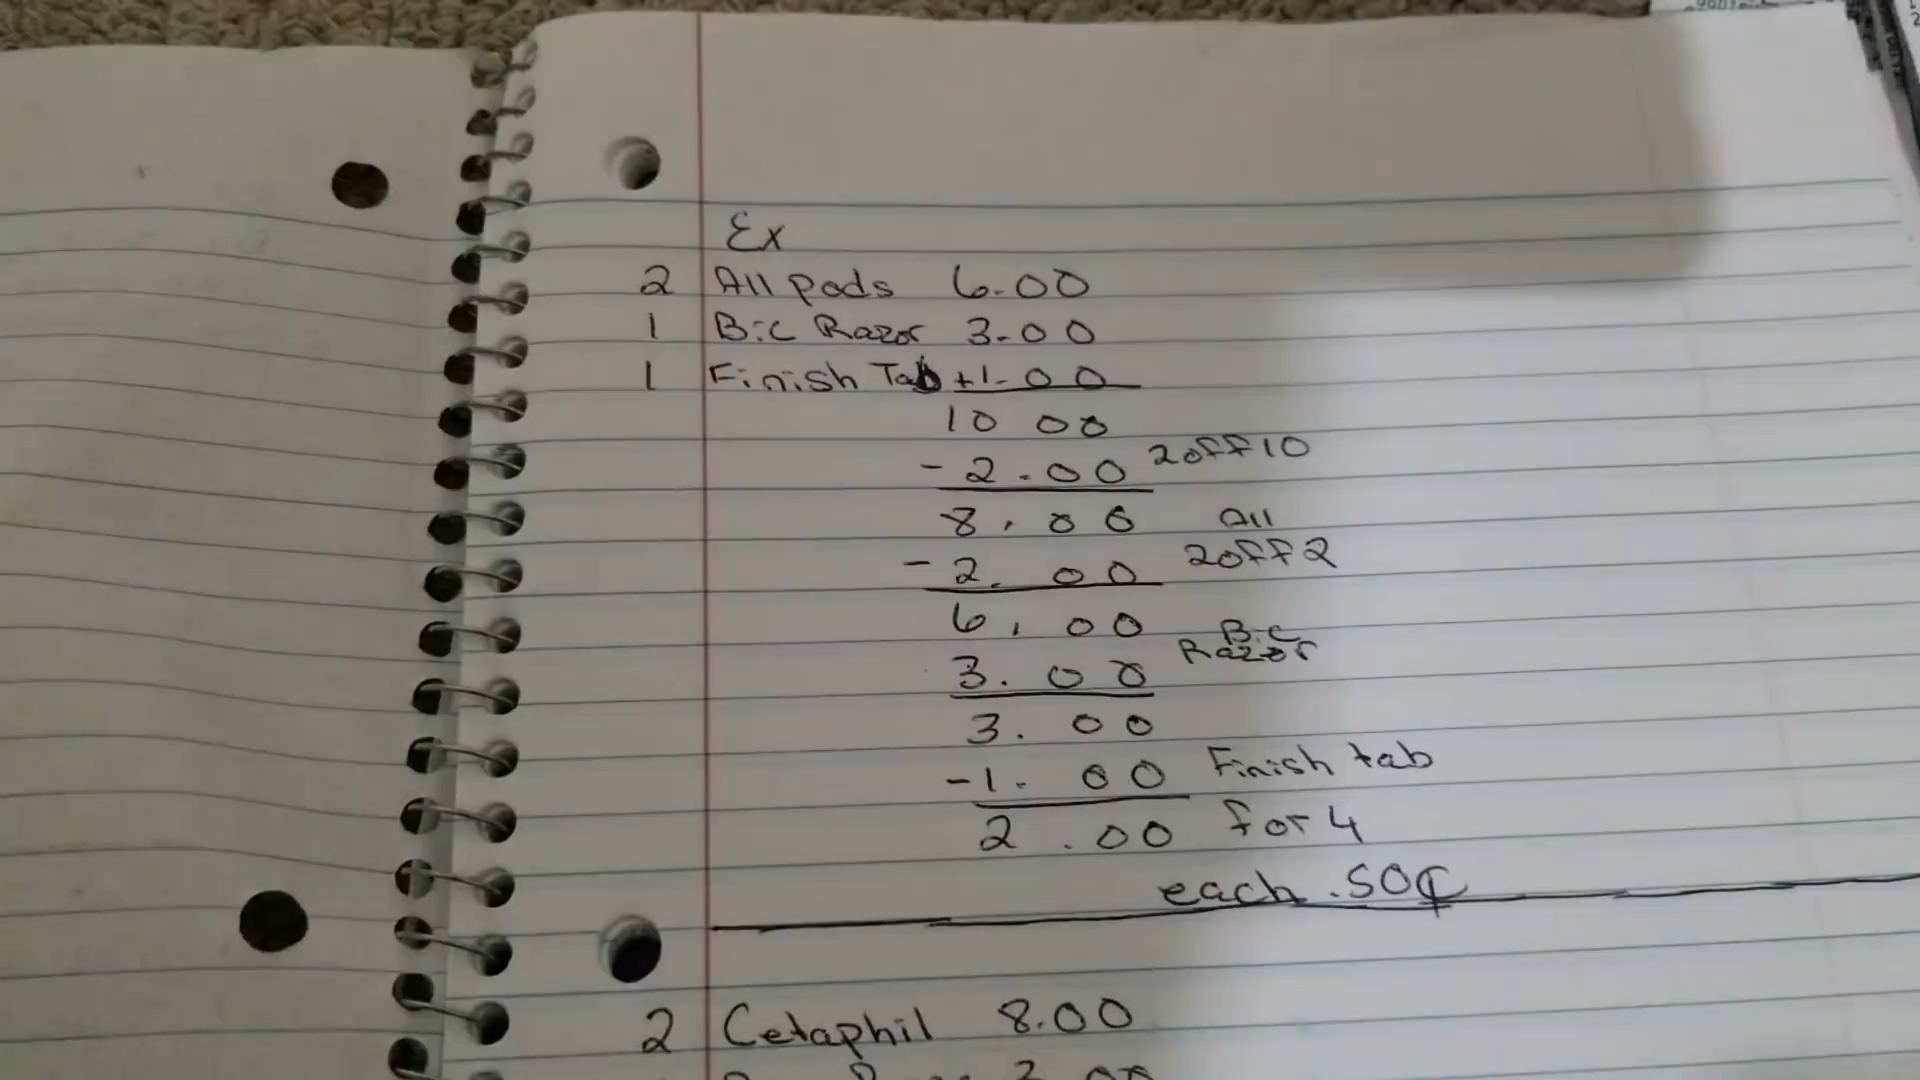 Ex
2 All pods 6.00
1 Bic Razor 3.00
1 Finish Tab +1.00
10 00
- 2.00 2off10
8.00 All
- 2.00 2off2
6.00 Bic
3.00 Razor
3.00
-1.00 Finish tab
2.00 for 4
each .50¢
2 Cetaphil 8.00